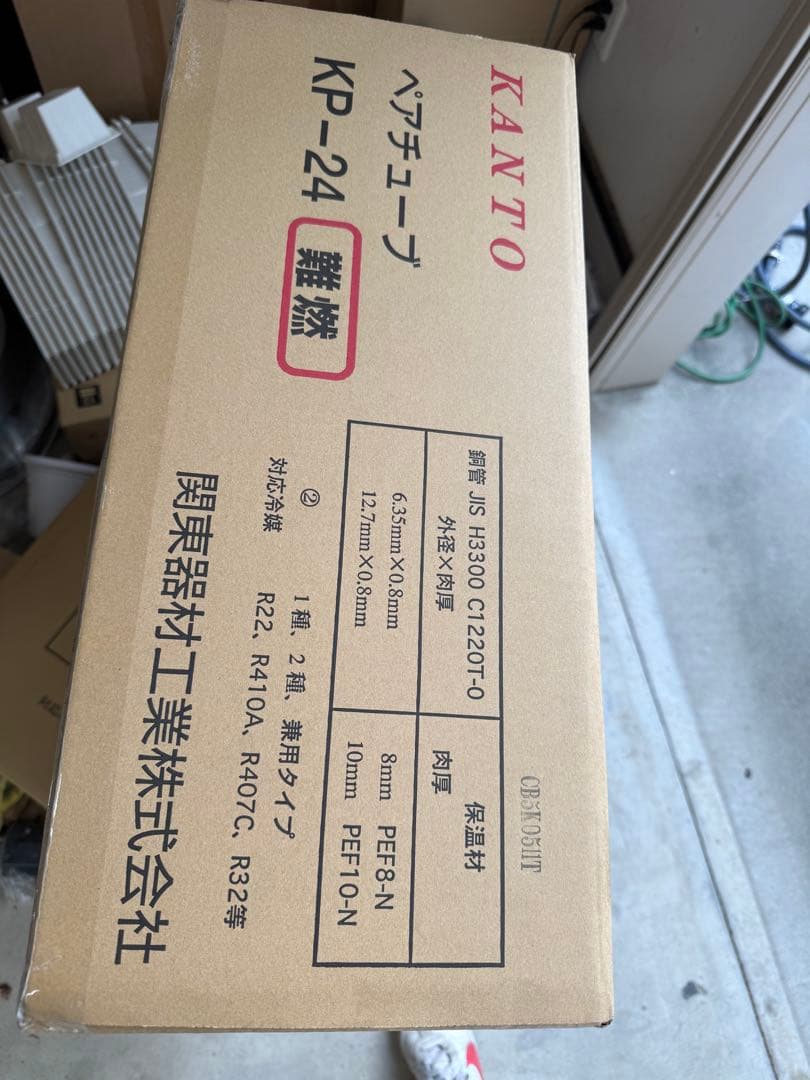 KANTO
ペアチューブ
KP-24 難燃
CB5K0511T
銅管 JIS H3300 C1220T-O
外径×肉厚
保温材
肉厚
6.35mm×0.8mm
8mm PEF8-N
12.7mm×0.8mm
10mm PEF10-N
② 1種、2種、兼用タイプ
対応冷媒 R22、R410A、R407C、R32等
関東器材工業株式会社